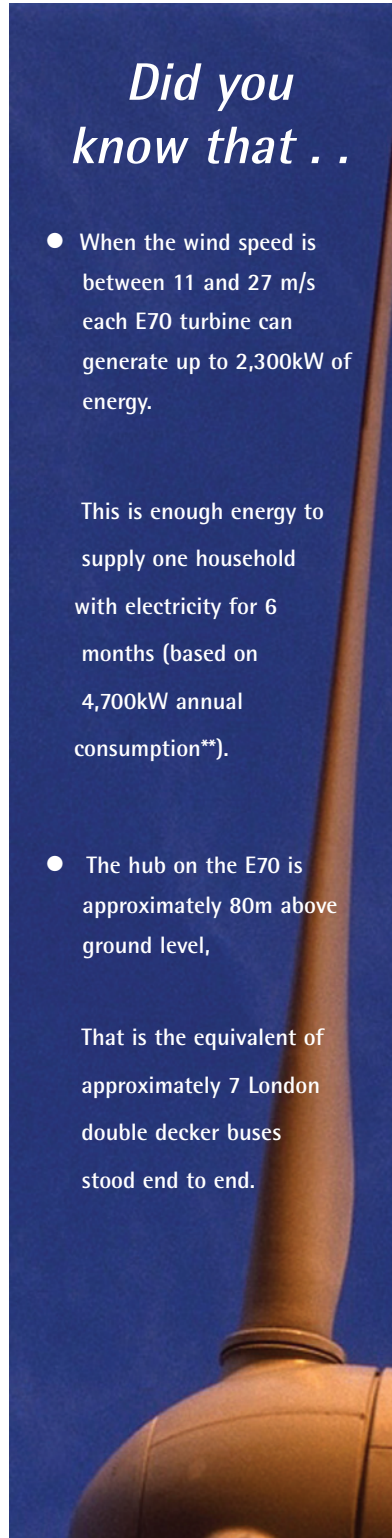 Did you
know that . .
● When the wind speed is
between 11 and 27 m/s
each E70 turbine can
generate up to 2,300kW of
energy.
This is enough energy to
supply one household
with electricity for 6
months (based on
4,700kW annual
consumption**).
● The hub on the E70 is
approximately 80m above
ground level,
That is the equivalent of
approximately 7 London
double decker buses
stood end to end.